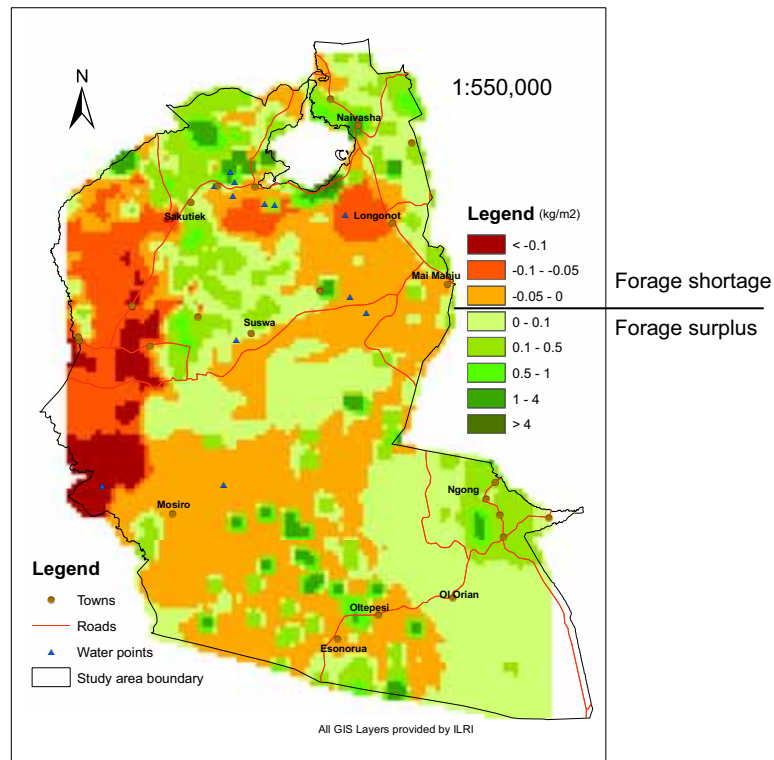 N
1:550,000
Naivasha
Sakutiek
Longonot
Mai Mahiu
Suswa
Mosiro
Ngong
Ol Orian
Oltepesi
Esonorua
Legend (kg/m2)
< -0.1
-0.1 - -0.05
-0.05 - 0
0 - 0.1
0.1 - 0.5
0.5 - 1
1 - 4
> 4
Forage shortage
Forage surplus
Legend
Towns
Roads
Water points
Study area boundary
All GIS Layers provided by ILRI